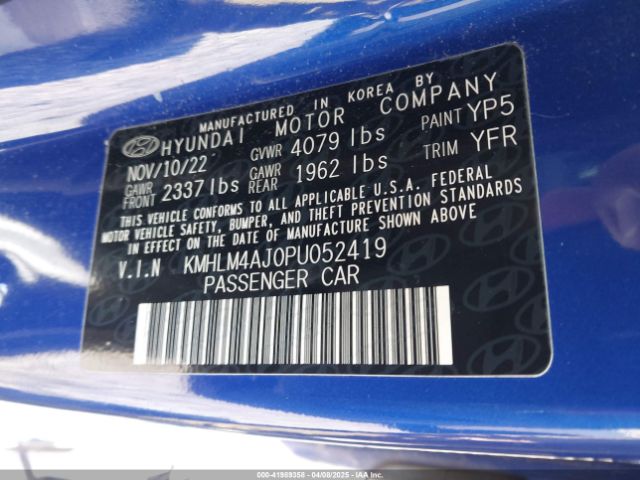 MANUFACTURED IN KOREA BY
HYUNDAI MOTOR COMPANY
NOV/10/22 GVWR 4079 lbs PAINT YP5
GAWR FRONT 2337 lbs GAWR REAR 1962 lbs TRIM YFR
THIS VEHICLE CONFORMS TO ALL APPLICABLE U.S.A. FEDERAL
MOTOR VEHICLE SAFETY, BUMPER, AND THEFT PREVENTION STANDARDS
IN EFFECT ON THE DATE OF MANUFACTURE SHOWN ABOVE
V.I.N KMHLM4AJ0PU052419
PASSENGER CAR
000-41989358 - 04/08/2025 - IAAI.COM